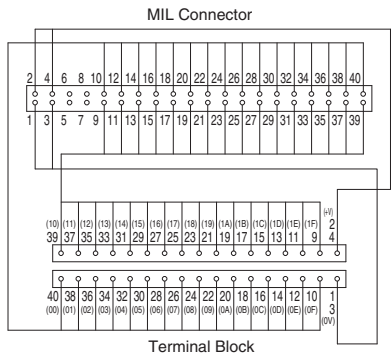 MIL Connector
2 4 6 8 10 12 14 16 18 20 22 24 26 28 30 32 34 36 38 40
1 3 5 7 9 11 13 15 17 19 21 23 25 27 29 31 33 35 37 39
(10) (11) (12) (13) (14) (15) (16) (17) (18) (19) (1A) (1B) (1C) (1D) (1E) (1F) (+V) 2
39 37 35 33 31 29 27 25 23 21 19 17 15 13 11 9 4
40 38 36 34 32 30 28 26 24 22 20 18 16 14 12 10 1
(00) (01) (02) (03) (04) (05) (06) (07) (08) (09) (0A) (0B) (0C) (0D) (0E) (0F) 3
(0V)
Terminal Block